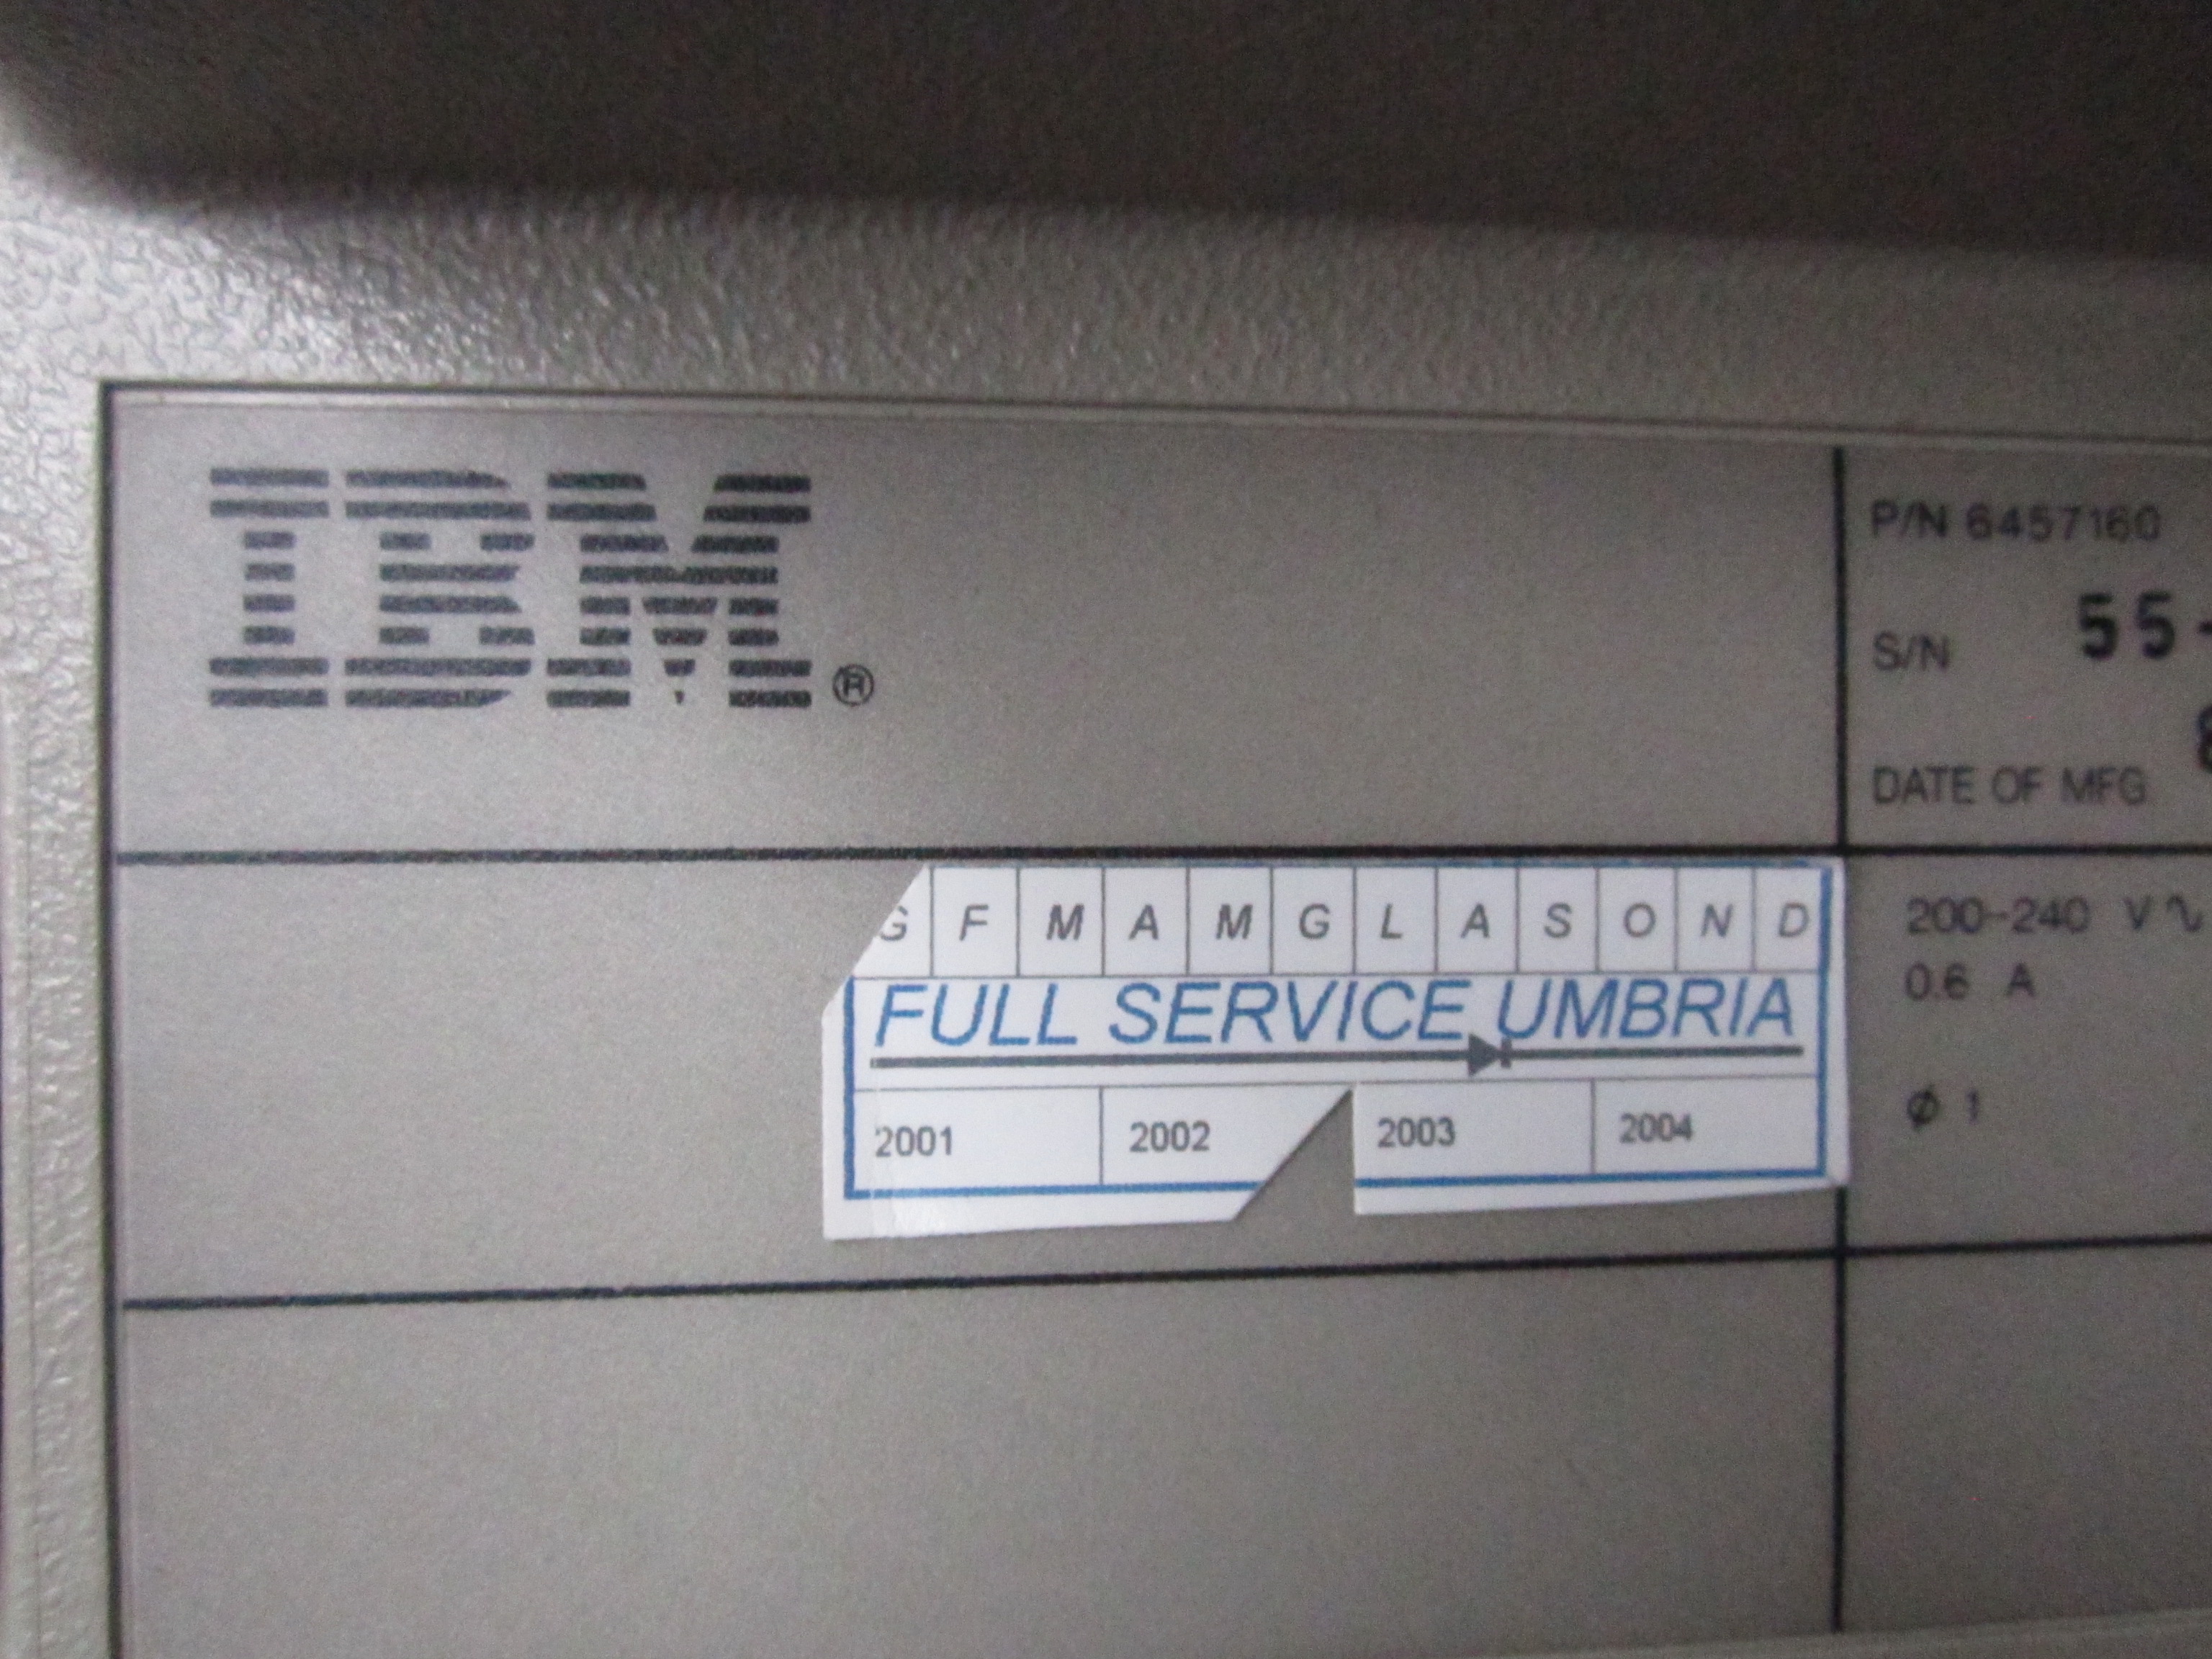 IBM®
P/N 6457160
S/N 55-
DATE OF MFG
G F M A M G L A S O N D
FULL SERVICE UMBRIA
2001 2002 2003 2004
200-240 V∿
0.6 A
Ø 1